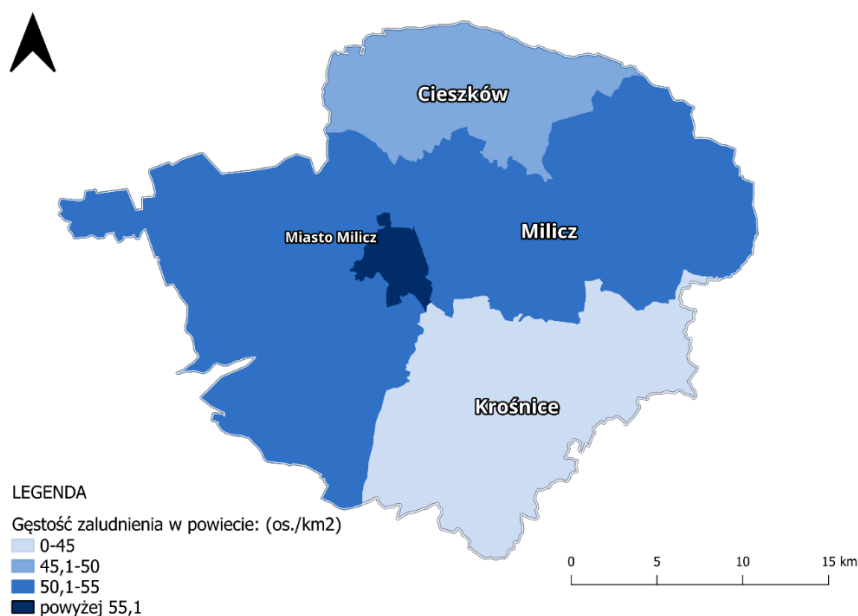 Cieszków
Miasto Milicz
Milicz
Krośnice
LEGENDA
Gęstość zaludnienia w powiecie: (os./km2)
0-45
45,1-50
50,1-55
powyżej 55,1
0 5 10 15 km